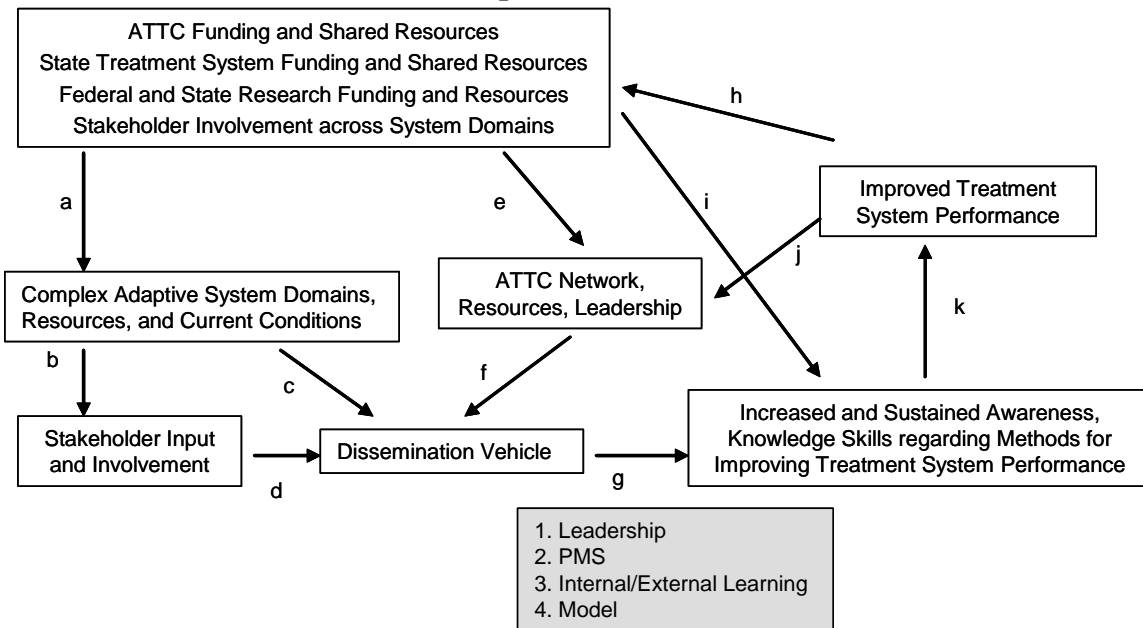 ATTC Funding and Shared Resources
State Treatment System Funding and Shared Resources
Federal and State Research Funding and Resources
Stakeholder Involvement across System Domains
h
a
e
i
Improved Treatment
System Performance
j
Complex Adaptive System Domains,
Resources, and Current Conditions
ATTC Network,
Resources, Leadership
k
b
c
f
Stakeholder Input
and Involvement
Dissemination Vehicle
Increased and Sustained Awareness,
Knowledge Skills regarding Methods for
Improving Treatment System Performance
d
g
1. Leadership
2. PMS
3. Internal/External Learning
4. Model